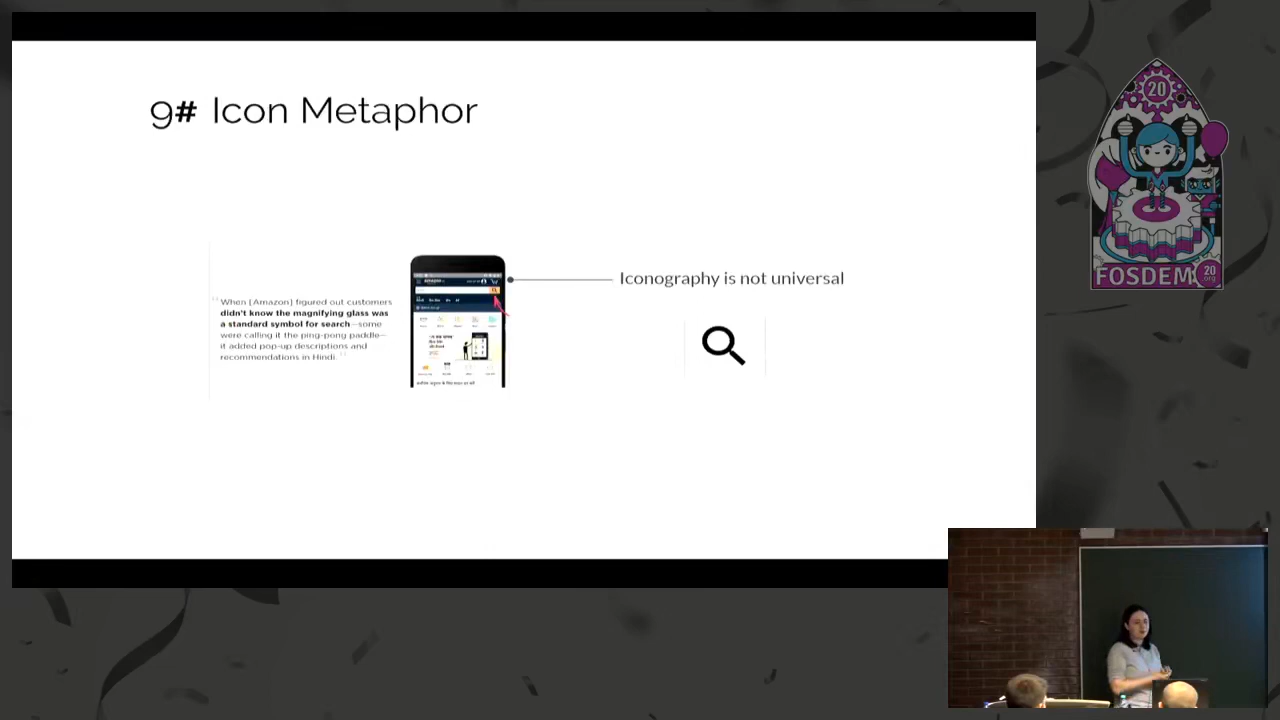 9# Icon Metaphor
Iconography is not universal
" When [Amazon] figured out customers
didn't know the magnifying glass was
a standard symbol for search—some
were calling it the ping-pong paddle—
it added pop-up descriptions and
recommendations in Hindi. "
amazon
20
FOSDEM
20
.org